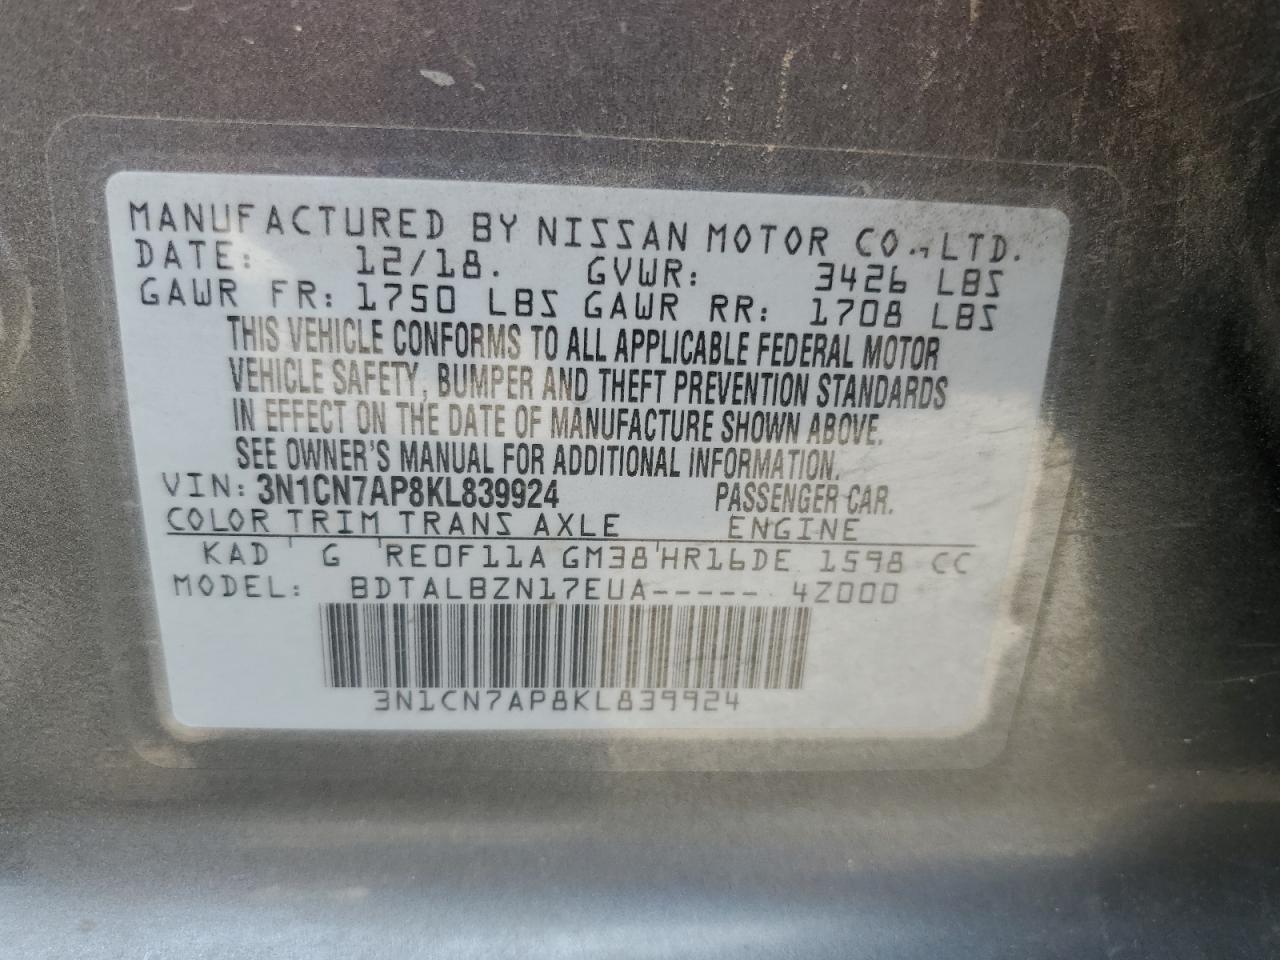 MANUFACTURED BY NISSAN MOTOR CO., LTD.
DATE: 12/18. GVWR: 3426 LBS
GAWR FR: 1750 LBS GAWR RR: 1708 LBS
THIS VEHICLE CONFORMS TO ALL APPLICABLE FEDERAL MOTOR
VEHICLE SAFETY, BUMPER AND THEFT PREVENTION STANDARDS
IN EFFECT ON THE DATE OF MANUFACTURE SHOWN ABOVE.
SEE OWNER'S MANUAL FOR ADDITIONAL INFORMATION.
VIN: 3N1CN7AP8KL839924 PASSENGER CAR.
COLOR TRIM TRANS AXLE ENGINE
KAD G RE0F11A GM38 HR16DE 1598 CC
MODEL: BDTALBZN17EUA----- 4Z000
3N1CN7AP8KL839924